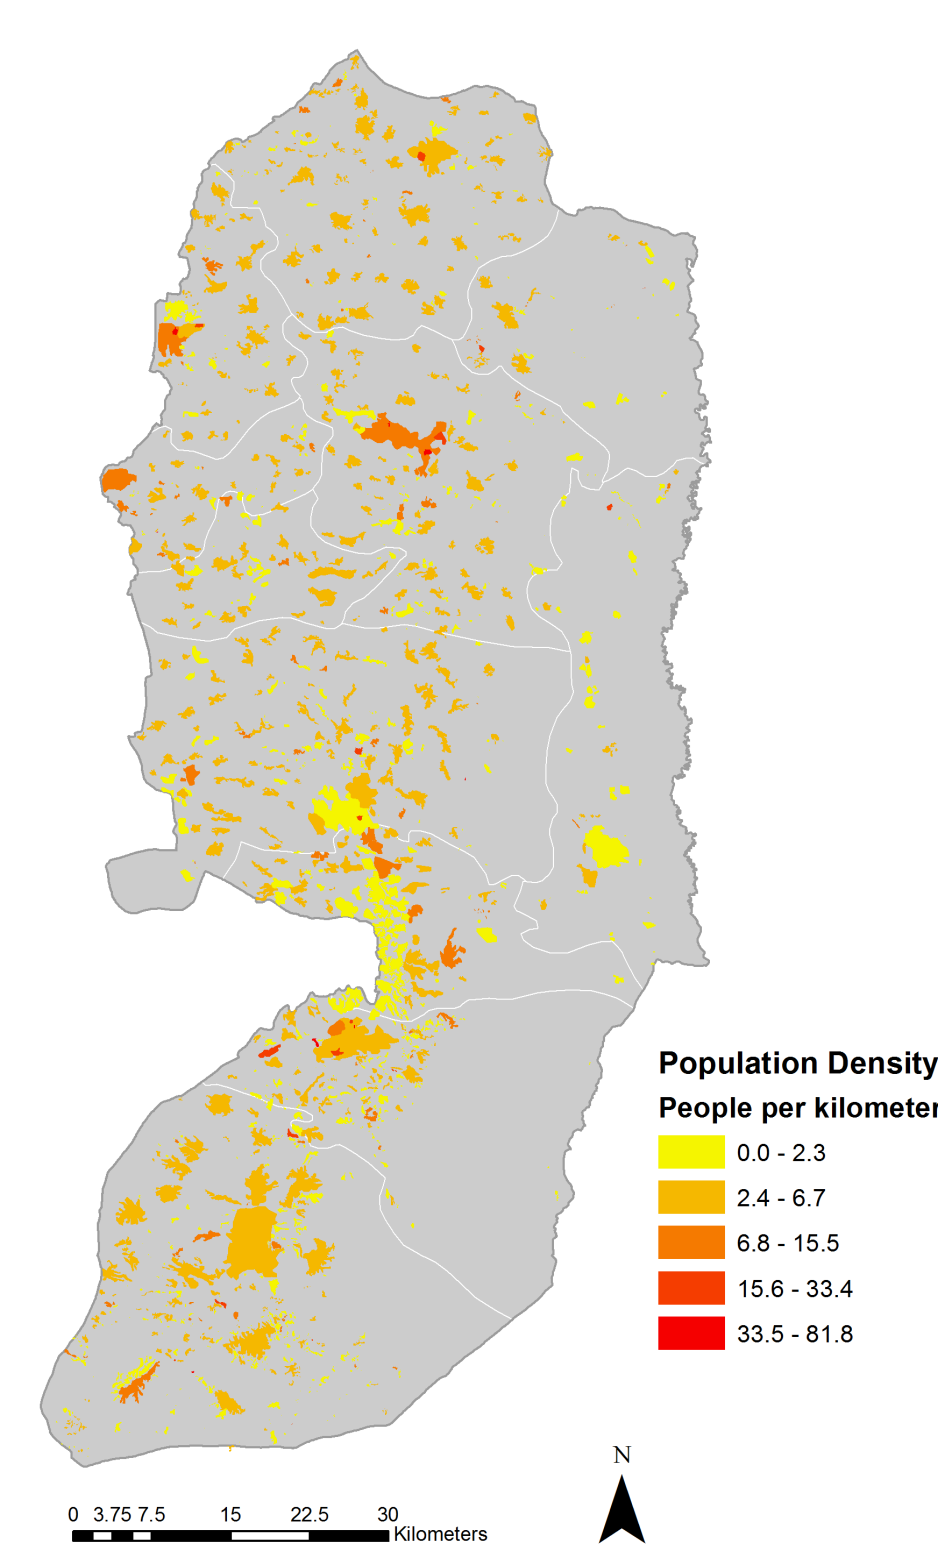 Population Density
People per kilometer
0.0 - 2.3
2.4 - 6.7
6.8 - 15.5
15.6 - 33.4
33.5 - 81.8
N
0 3.75 7.5 15 22.5 30
Kilometers